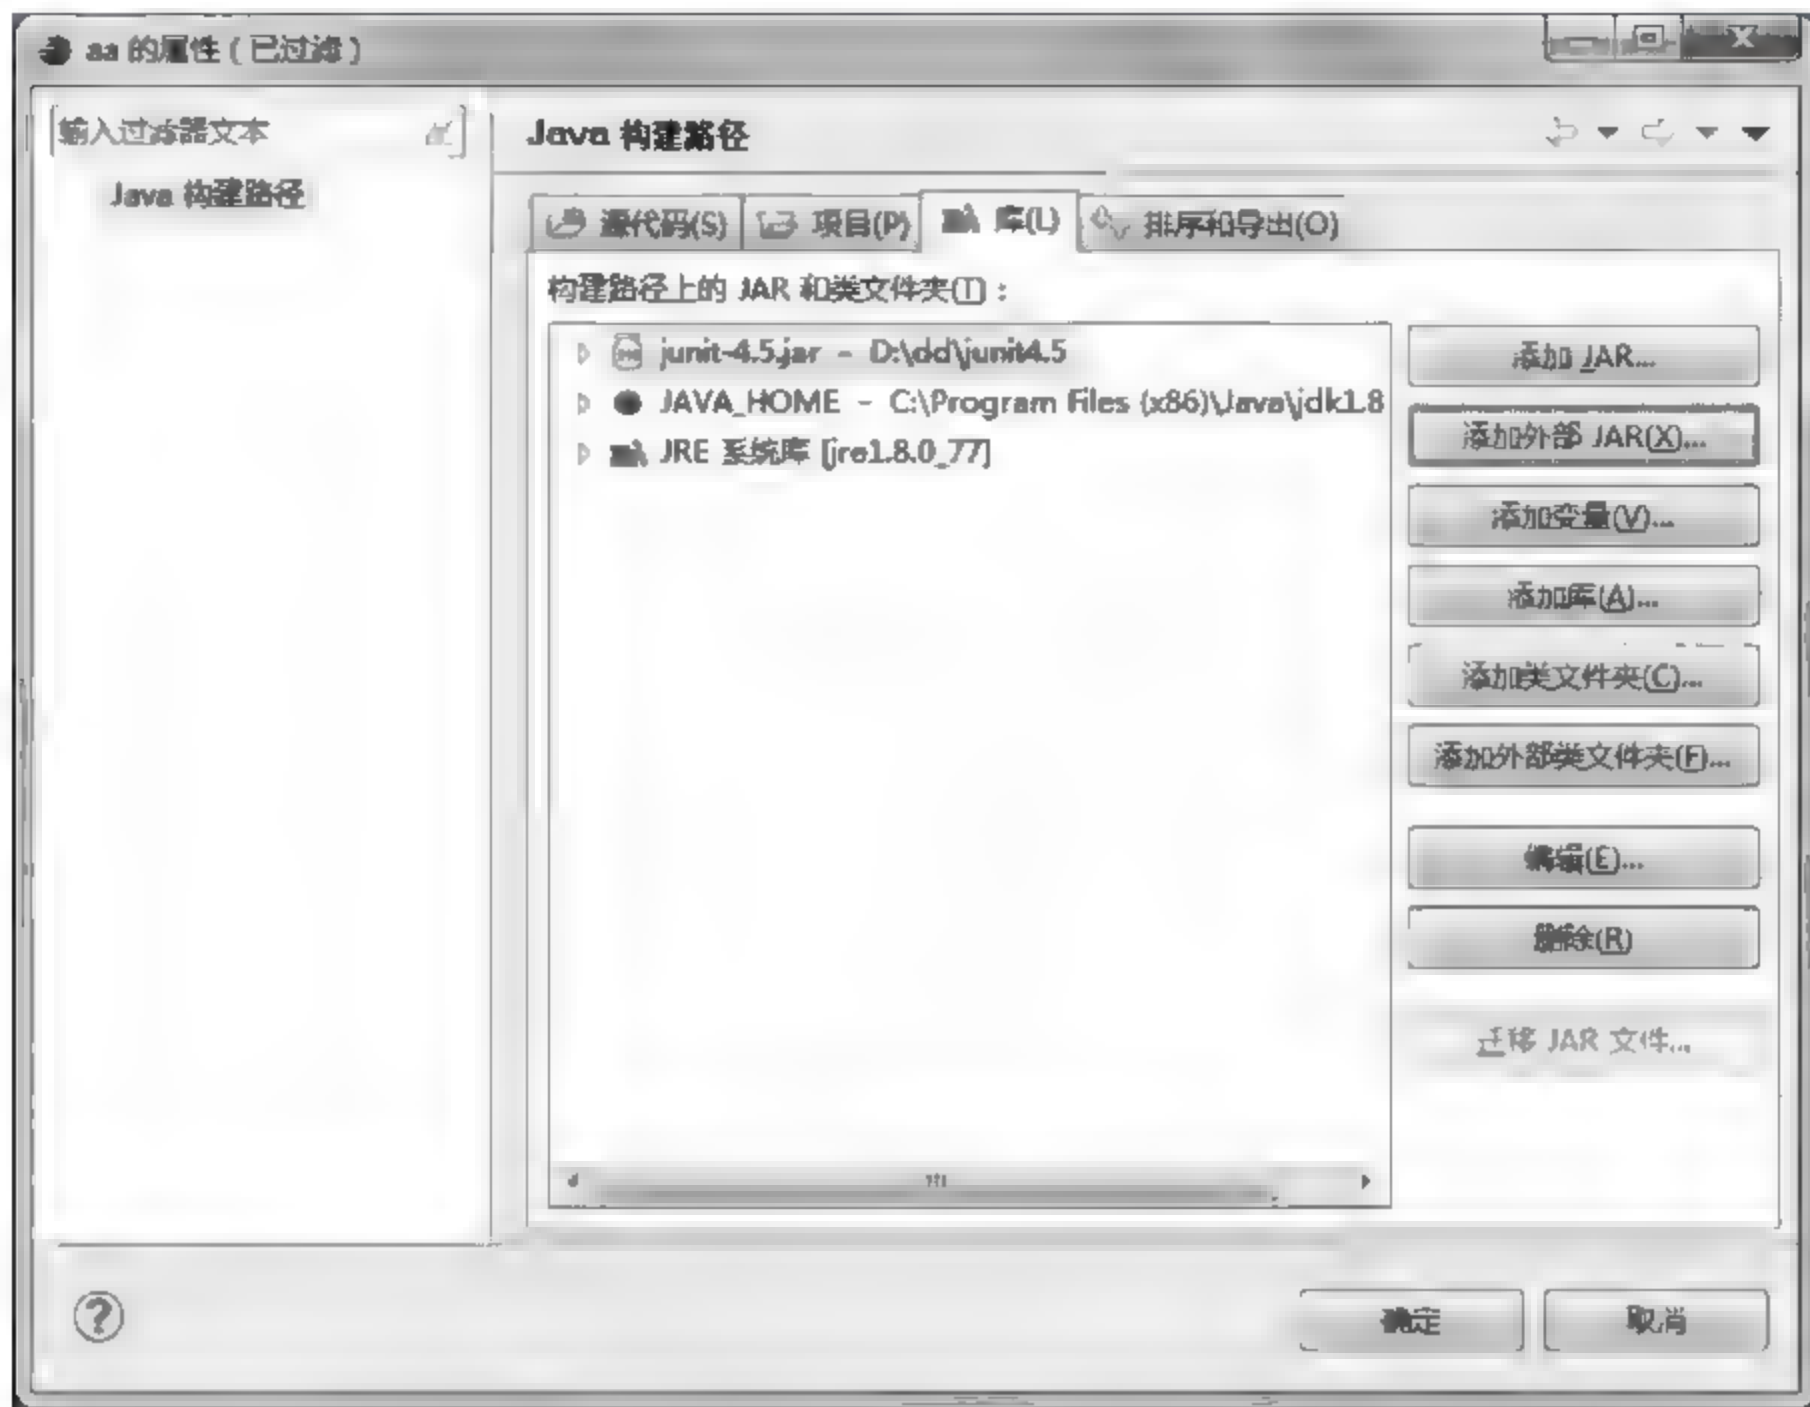 aa 的属性 ( 已过滤 )
输入过滤器文本
Java 构建路径
Java 构建路径
源代码(S)
项目(P)
库(L)
排序和导出(O)
构建路径上的 JAR 和类文件夹(T) :
junit-4.5.jar - D:\dd\junit4.5
JAVA_HOME - C:\Program Files (x86)\Java\jdk1.8
JRE 系统库 [jre1.8.0_77]
添加 JAR...
添加外部 JAR(X)...
添加变量(V)...
添加库(A)...
添加类文件夹(C)...
添加外部类文件夹(F)...
编辑(E)...
删除(R)
迁移 JAR 文件...
确定
取消